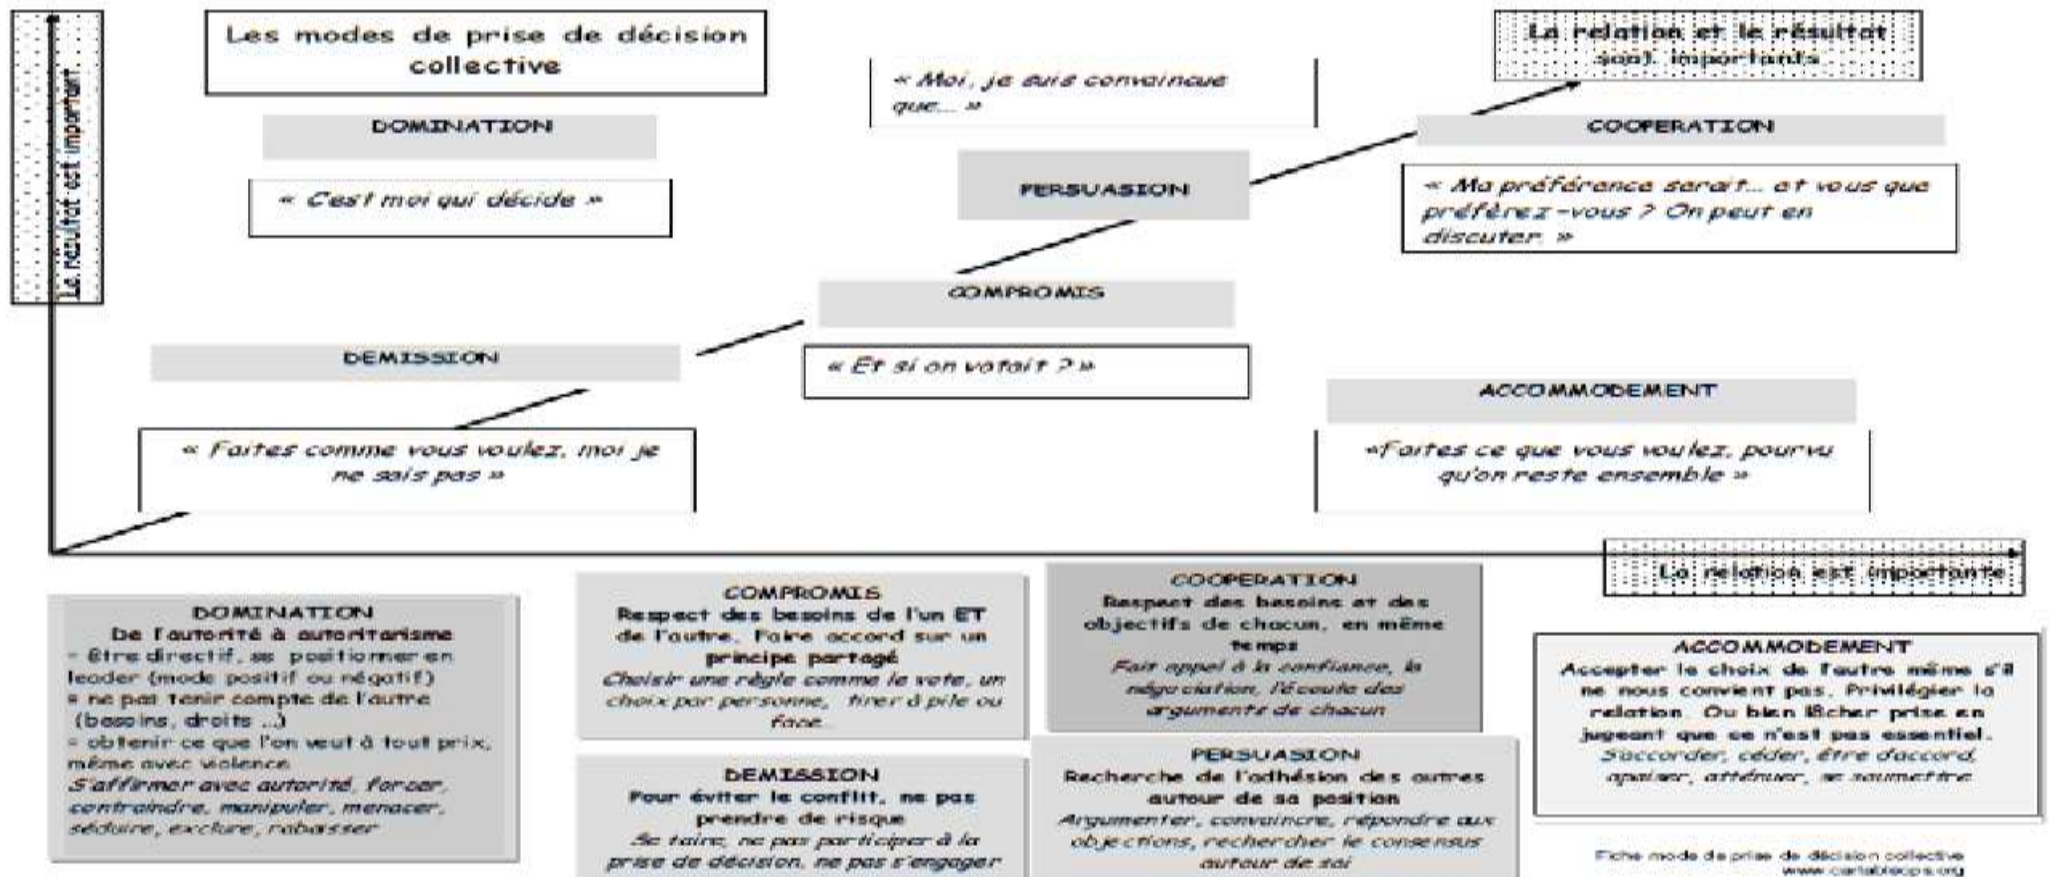 Les modes de prise de décision
collective
La relation et le résultat
sont importants
Le résultat est important
« Moi, je suis convaincue
que... »
DOMINATION
« C'est moi qui décide »
PERSUASION
COOPERATION
« Ma préférence serait... et vous que
préférez-vous ? On peut en
discuter. »
COMPROMIS
« Et si on votait ? »
DEMISSION
« Faites comme vous voulez, moi je
ne sais pas »
ACCOMMODEMENT
«Faites ce que vous voulez, pourvu
qu'on reste ensemble »
La relation est importante
DOMINATION
De l'autorité à autoritarisme
= être directif, se positionner en
leader (mode positif ou négatif)
= ne pas tenir compte de l'autre
(besoins, droits ...)
= obtenir ce que l'on veut à tout prix,
même avec violence
S'affirmer avec autorité, forcer,
contraindre, manipuler, menacer,
séduire, exclure, rabaisser
COMPROMIS
Respect des besoins de l'un ET
de l'autre. Faire accord sur un
principe partagé
Choisir une règle comme le vote, un
choix par personne, tirer à pile ou
face...
DEMISSION
Pour éviter le conflit, ne pas
prendre de risque
Se taire, ne pas participer à la
prise de décision, ne pas s'engager
COOPERATION
Respect des besoins et des
objectifs de chacun, en même
temps
Fait appel à la confiance, la
négociation, l'écoute des
arguments de chacun
PERSUASION
Recherche de l'adhésion des autres
autour de sa position
Argumenter, convaincre, répondre aux
objections, rechercher le consensus
autour de soi
ACCOMMODEMENT
Accepter le choix de l'autre même s'il
ne nous convient pas. Privilégier la
relation. Ou bien lâcher prise en
jugeant que ce n'est pas essentiel.
S'accorder, céder, être d'accord,
apaiser, atténuer, se soumettre
Fiche mode de prise de décision collective
www.cartablecps.org